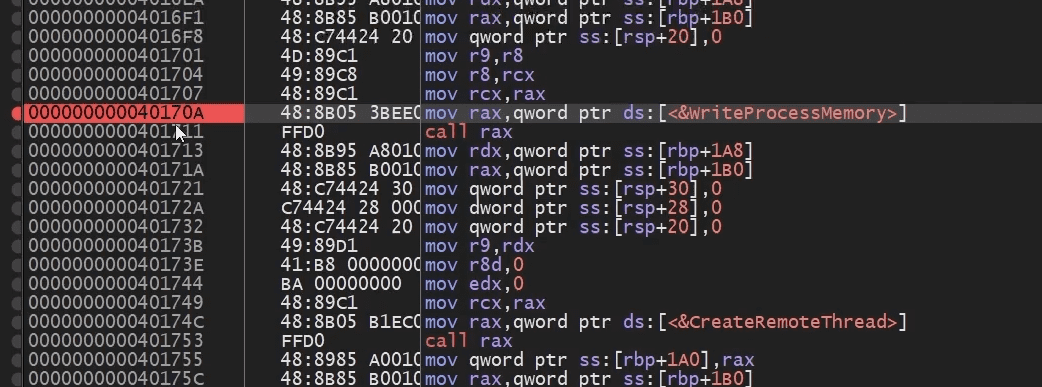 00000000004016EA 48:8B95 A8010 mov rdx,qword ptr ss:[rbp+1A8]
00000000004016F1 48:8B85 B0010 mov rax,qword ptr ss:[rbp+1B0]
00000000004016F8 48:C74424 20 mov qword ptr ss:[rsp+20],0
0000000000401701 4D:89C1 mov r9,r8
0000000000401704 49:89C8 mov r8,rcx
0000000000401707 48:89C1 mov rcx,rax
000000000040170A 48:8B05 3BEE0 mov rax,qword ptr ds:[<&WriteProcessMemory>]
0000000000401711 FFD0 call rax
0000000000401713 48:8B95 A8010 mov rdx,qword ptr ss:[rbp+1A8]
000000000040171A 48:8B85 B0010 mov rax,qword ptr ss:[rbp+1B0]
0000000000401721 48:C74424 30 mov qword ptr ss:[rsp+30],0
000000000040172A C74424 28 000 mov dword ptr ss:[rsp+28],0
0000000000401732 48:C74424 20 mov qword ptr ss:[rsp+20],0
000000000040173B 49:89D1 mov r9,rdx
000000000040173E 41:B8 0000000 mov r8d,0
0000000000401744 BA 00000000 mov edx,0
0000000000401749 48:89C1 mov rcx,rax
000000000040174C 48:8B05 B1EC0 mov rax,qword ptr ds:[<&CreateRemoteThread>]
0000000000401753 FFD0 call rax
0000000000401755 48:8985 A0010 mov qword ptr ss:[rbp+1A0],rax
000000000040175C 48:8B85 B0010 mov rax,qword ptr ss:[rbp+1B0]